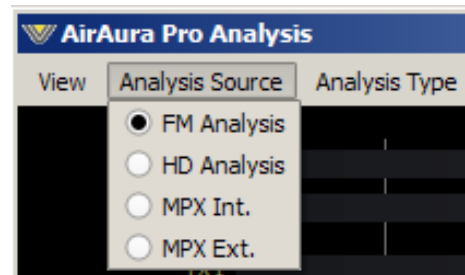 AirAura Pro Analysis
View Analysis Source Analysis Type
FM Analysis
HD Analysis
MPX Int.
MPX Ext.